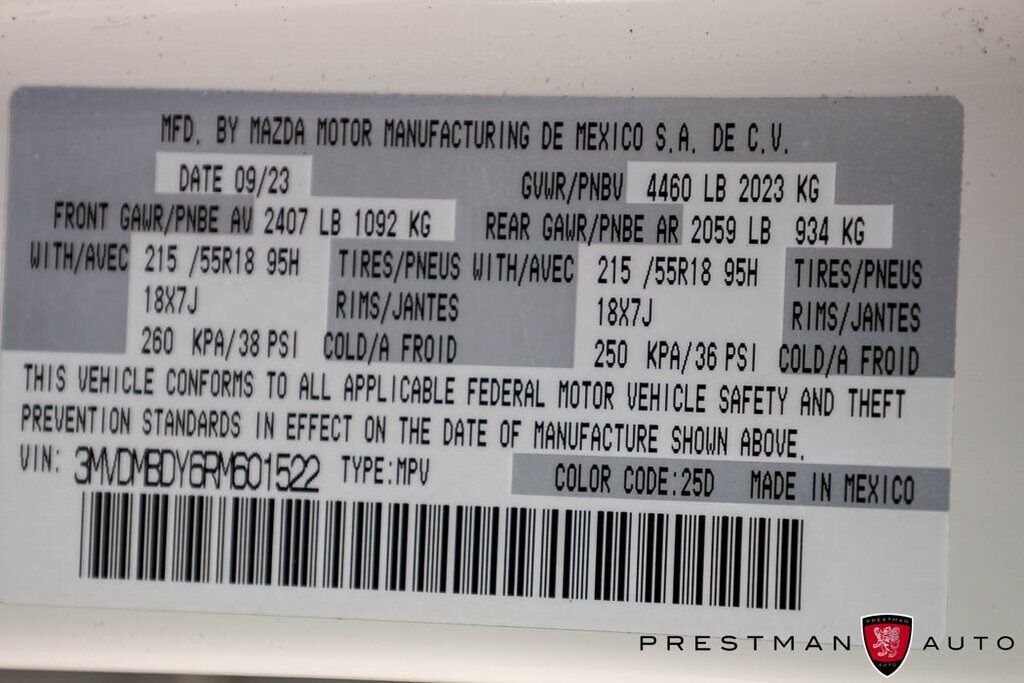 MFD. BY MAZDA MOTOR MANUFACTURING DE MEXICO S.A. DE C.V.
DATE 09/23 GVWR/PNBV 4460 LB 2023 KG
FRONT GAWR/PNBE AV 2407 LB 1092 KG REAR GAWR/PNBE AR 2059 LB 934 KG
WITH/AVEC 215 /55R18 95H TIRES/PNEUS WITH/AVEC 215 /55R18 95H TIRES/PNEUS
18X7J RIMS/JANTES 18X7J RIMS/JANTES
260 KPA/38 PSI COLD/A FROID 250 KPA/36 PSI COLD/A FROID
THIS VEHICLE CONFORMS TO ALL APPLICABLE FEDERAL MOTOR VEHICLE SAFETY AND THEFT
PREVENTION STANDARDS IN EFFECT ON THE DATE OF MANUFACTURE SHOWN ABOVE.
VIN: 3MVDMBDY6RM601522 TYPE:MPV COLOR CODE:25D MADE IN MEXICO
PRESTMAN PRESTMAN AUTO AUTO